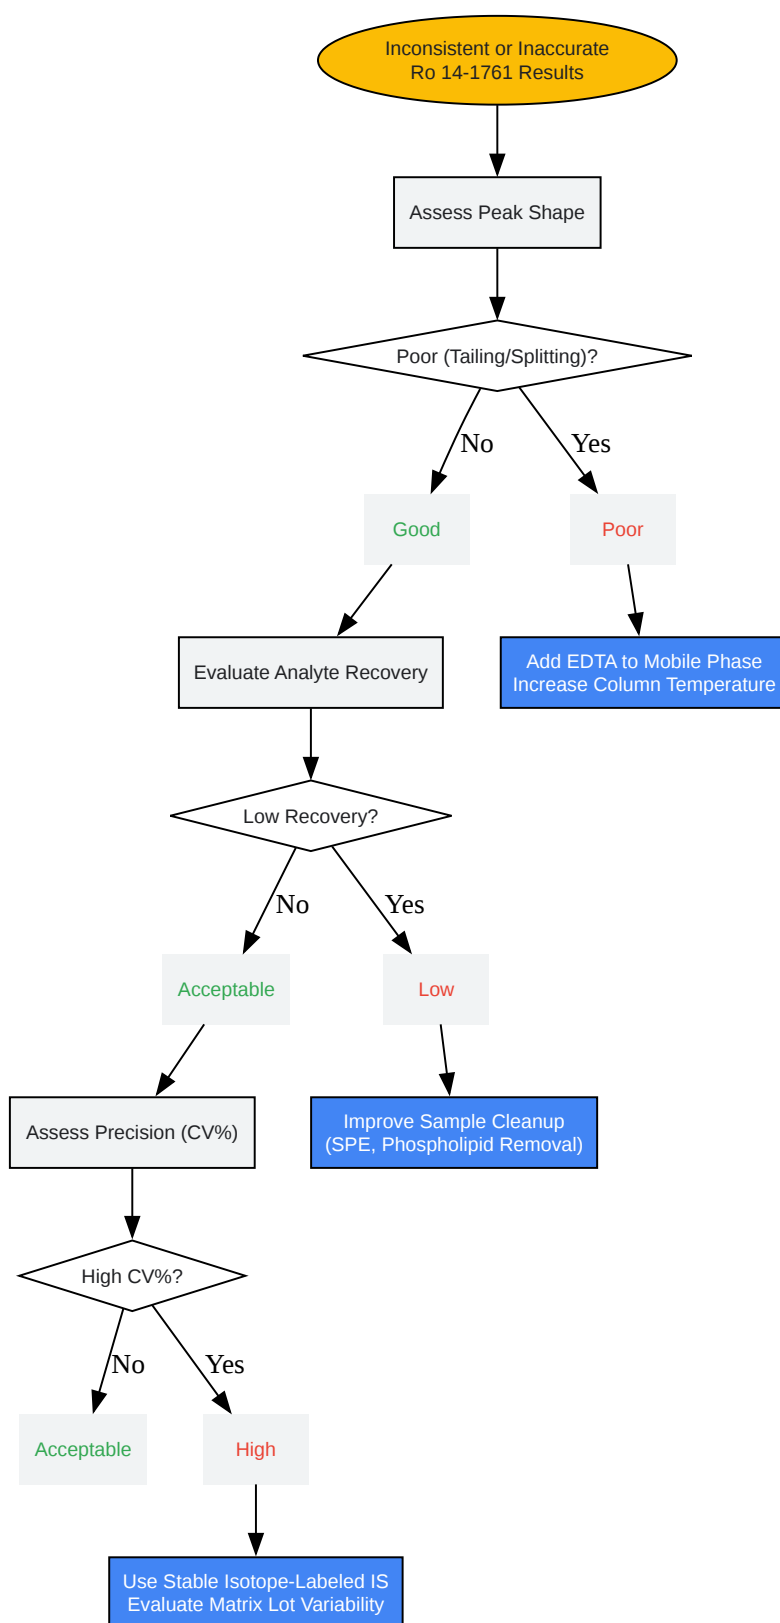 Inconsistent or Inaccurate
Ro 14-1761 Results
Assess Peak Shape
Poor (Tailing/Splitting)?
No
Yes
Good
Poor
Evaluate Analyte Recovery
Add EDTA to Mobile Phase
Increase Column Temperature
Low Recovery?
No
Yes
Acceptable
Low
Assess Precision (CV%)
Improve Sample Cleanup
(SPE, Phospholipid Removal)
High CV%?
No
Yes
Acceptable
High
Use Stable Isotope-Labeled IS
Evaluate Matrix Lot Variability